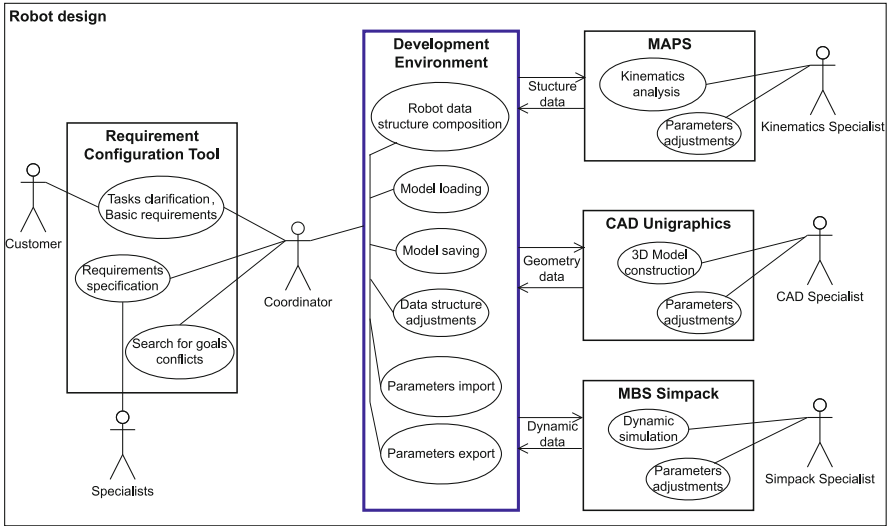 Robot design
Requirement
Configuration Tool
Tasks clarification,
Basic requirements
Requirements
specification
Search for goals
conflicts
Customer
Specialists
Coordinator
Development
Environment
Robot data
structure composition
Model loading
Model saving
Data structure
adjustments
Parameters import
Parameters export
Stucture
data
Geometry
data
Dynamic
data
MAPS
Kinematics
analysis
Parameters
adjustments
Kinematics Specialist
CAD Unigraphics
3D Model
construction
Parameters
adjustments
CAD Specialist
MBS Simpack
Dynamic
simulation
Parameters
adjustments
Simpack Specialist